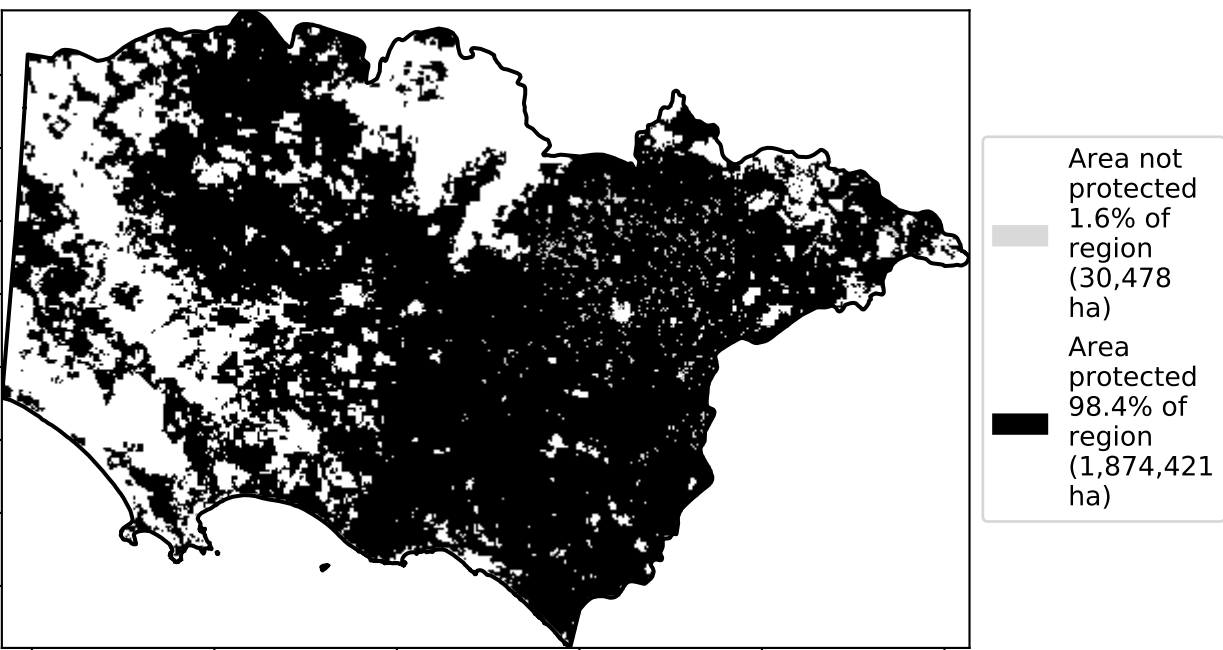 Area not
protected
1.6% of
region
(30,478
ha)
Area
protected
98.4% of
region
(1,874,421
ha)